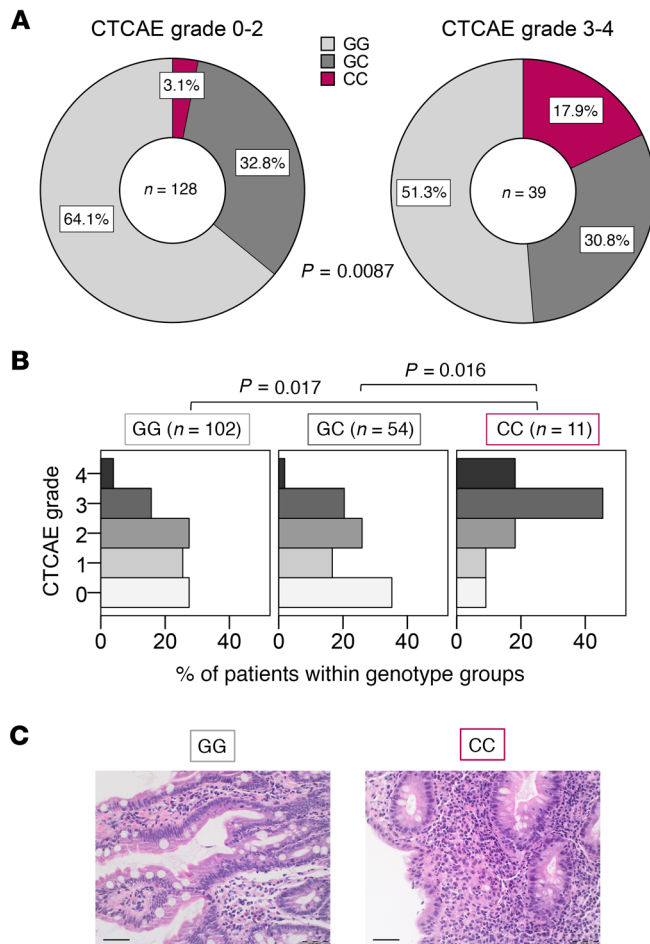 A
CTCAE grade 0-2
CTCAE grade 3-4
GG
GC
CC
3.1%
32.8%
64.1%
n = 128
17.9%
30.8%
51.3%
n = 39
P = 0.0087
B
P = 0.016
P = 0.017
GG (n = 102)
GC (n = 54)
CC (n = 11)
CTCAE grade
4
3
2
1
0
0 20 40
0 20 40
0 20 40
% of patients within genotype groups
C
GG
CC